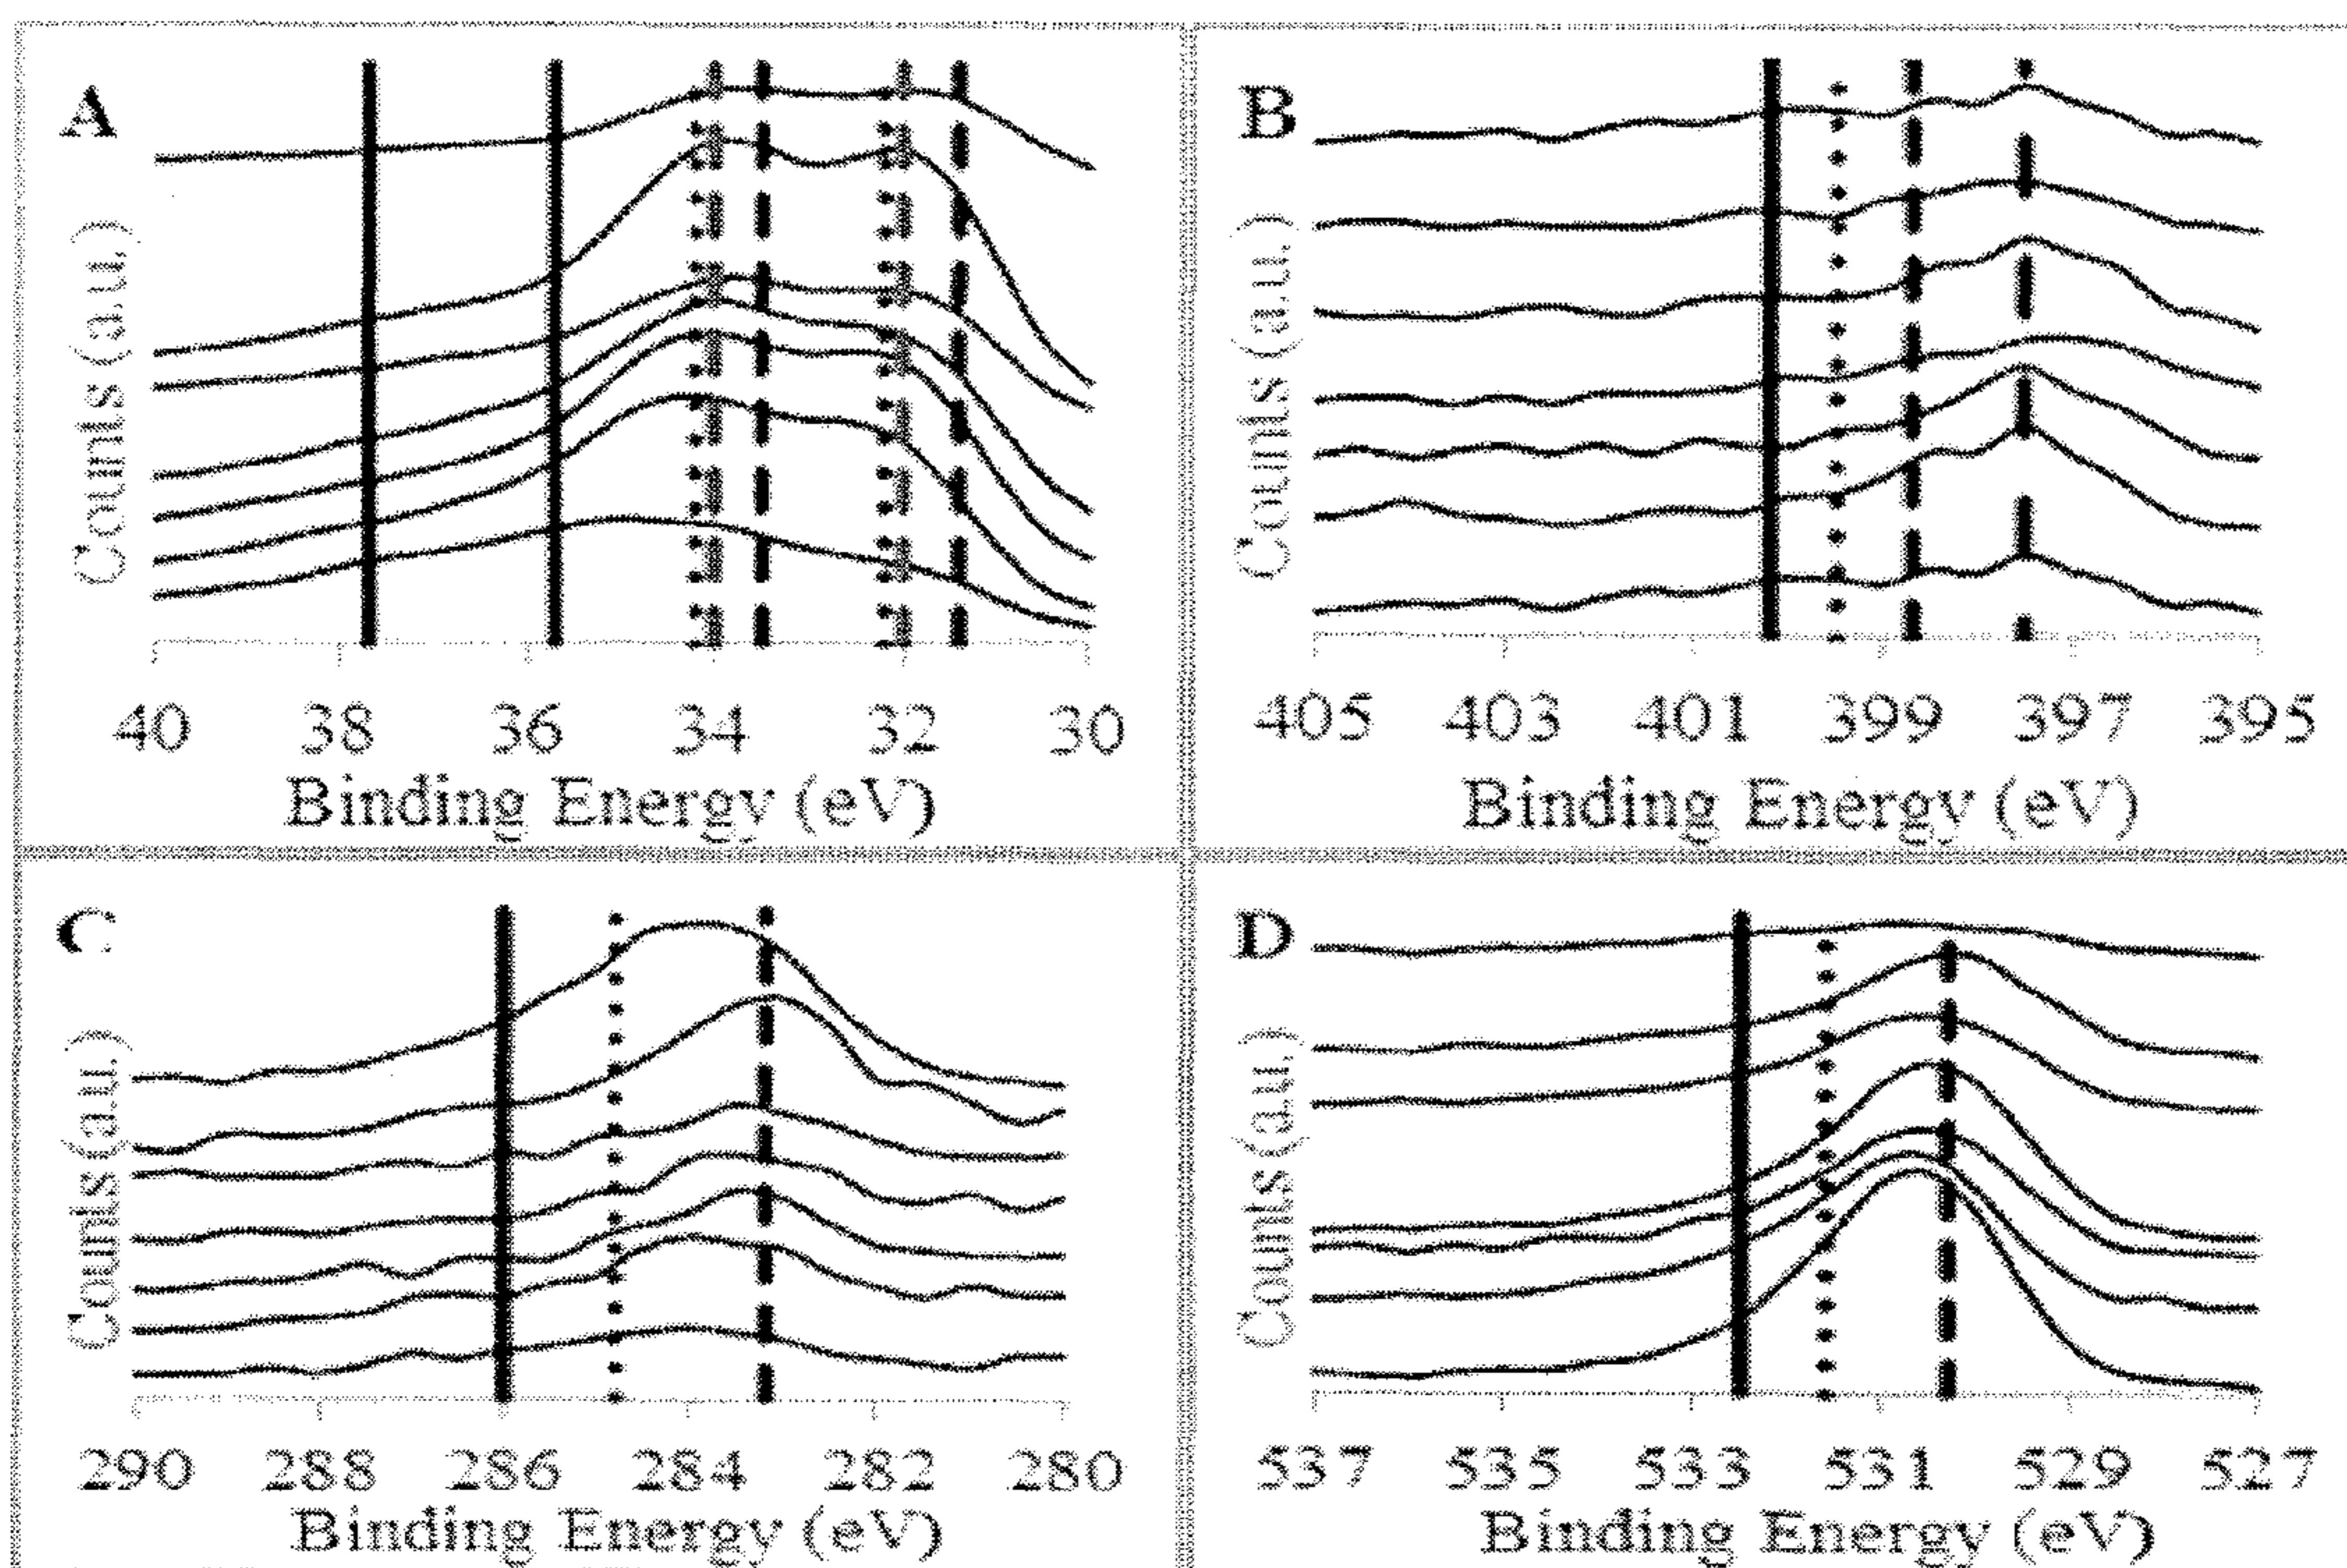 A
Counts (a.u.)
40 38 36 34 32 30
Binding Energy (eV)
B
Counts (a.u.)
405 403 401 399 397 395
Binding Energy (eV)
C
Counts (a.u.)
290 288 286 284 282 280
Binding Energy (eV)
D
Counts (a.u.)
537 535 533 531 529 527
Binding Energy (eV)